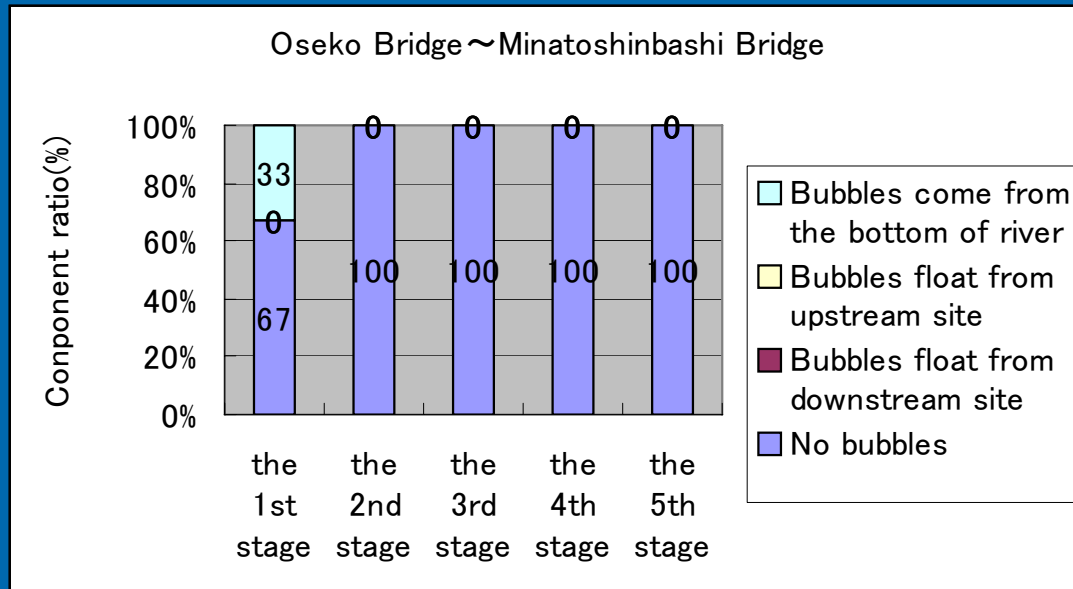 Oseko Bridge～Minatoshinbashi Bridge
Conponent ratio(%)
100%
80%
60%
40%
20%
0%
33
0
67
0
100
0
100
0
100
0
100
the 1st stage
the 2nd stage
the 3rd stage
the 4th stage
the 5th stage
Bubbles come from
the bottom of river
Bubbles float from
upstream site
Bubbles float from
downstream site
No bubbles